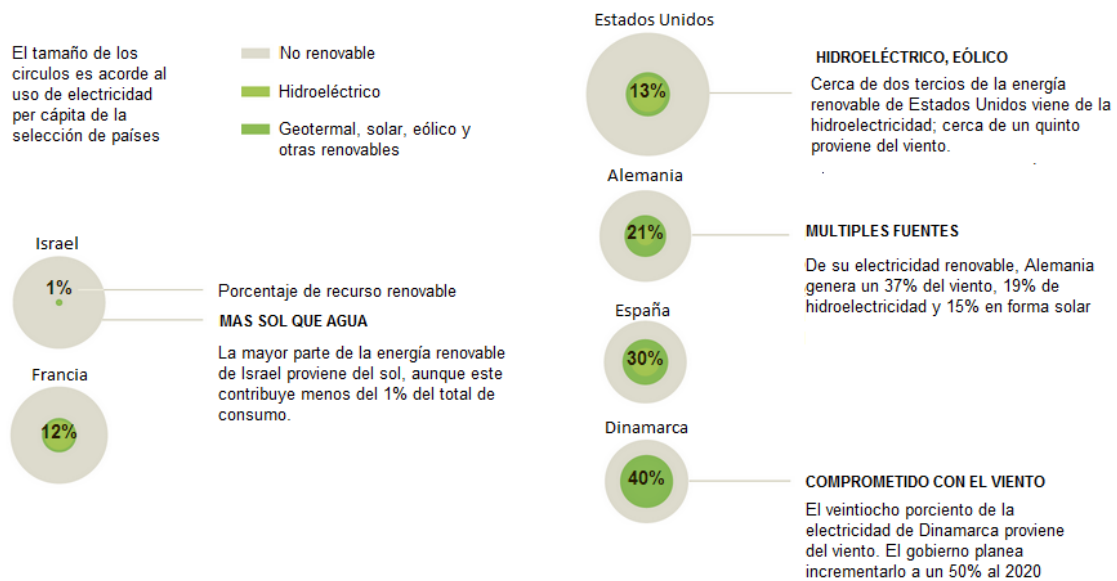 El tamaño de los
circulos es acorde al
uso de electricidad
per cápita de la
selección de países
No renovable
Hidroeléctrico
Geotermal, solar, eólico y
otras renovables
Israel
1%
Porcentaje de recurso renovable
MAS SOL QUE AGUA
La mayor parte de la energía renovable
de Israel proviene del sol, aunque este
contribuye menos del 1% del total de
consumo.
Francia
12%
Estados Unidos
13%
HIDROELÉCTRICO, EÓLICO
Cerca de dos tercios de la energía
renovable de Estados Unidos viene de la
hidroelectricidad; cerca de un quinto
proviene del viento.
Alemania
21%
MULTIPLES FUENTES
De su electricidad renovable, Alemania
genera un 37% del viento, 19% de
hidroelectricidad y 15% en forma solar
España
30%
Dinamarca
40%
COMPROMETIDO CON EL VIENTO
El veintiocho porciento de la
electricidad de Dinamarca proviene
del viento. El gobierno planea
incrementarlo a un 50% al 2020